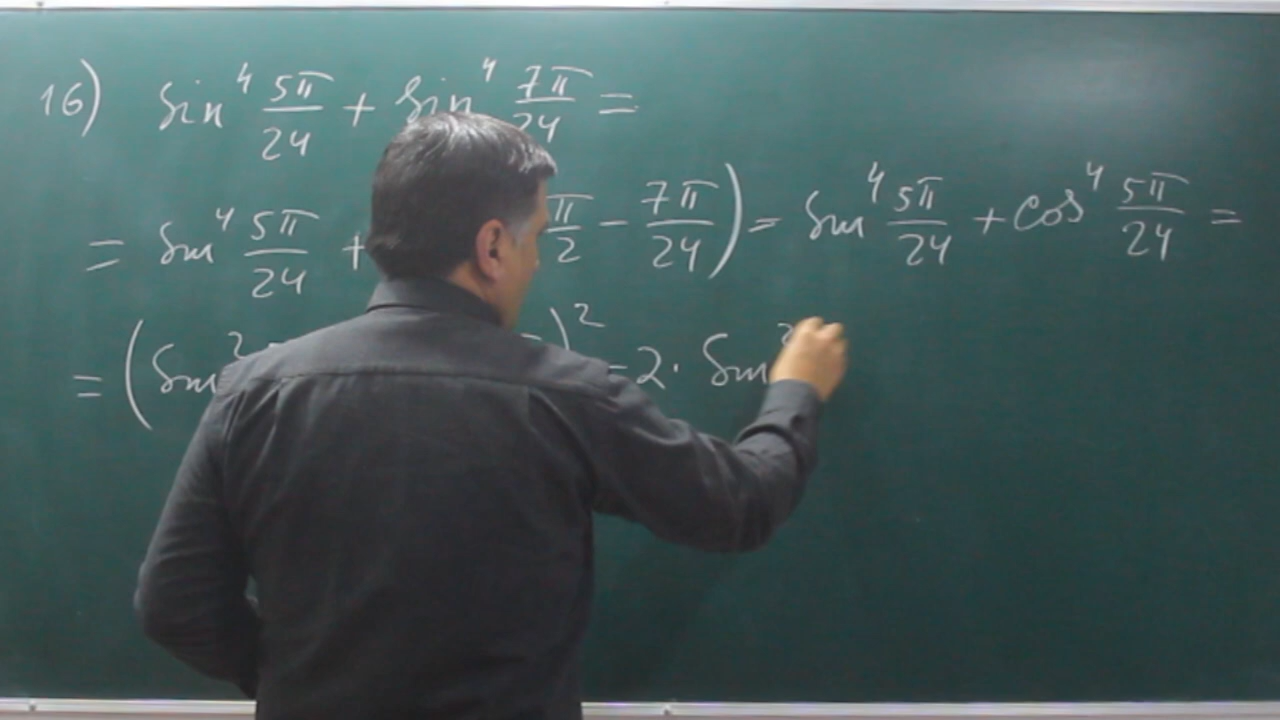 16) sin⁴ 5π/24 + sin⁴ 7π/24 =
= sin⁴ 5π/24 + π/2 − 7π/24) = sin⁴ 5π/24 + cos⁴ 5π/24 =
= (sin² )² − 2 · sin²